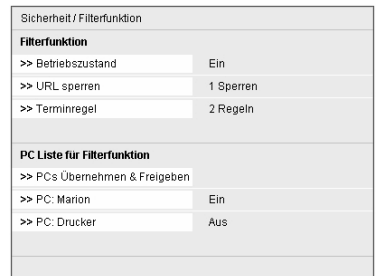 Sicherheit / Filterfunktion
Filterfunktion
>> Betriebszustand Ein
>> URL sperren 1 Sperren
>> Terminregel 2 Regeln
PC Liste für Filterfunktion
>> PCs Übernehmen & Freigeben
>> PC: Marion Ein
>> PC: Drucker Aus